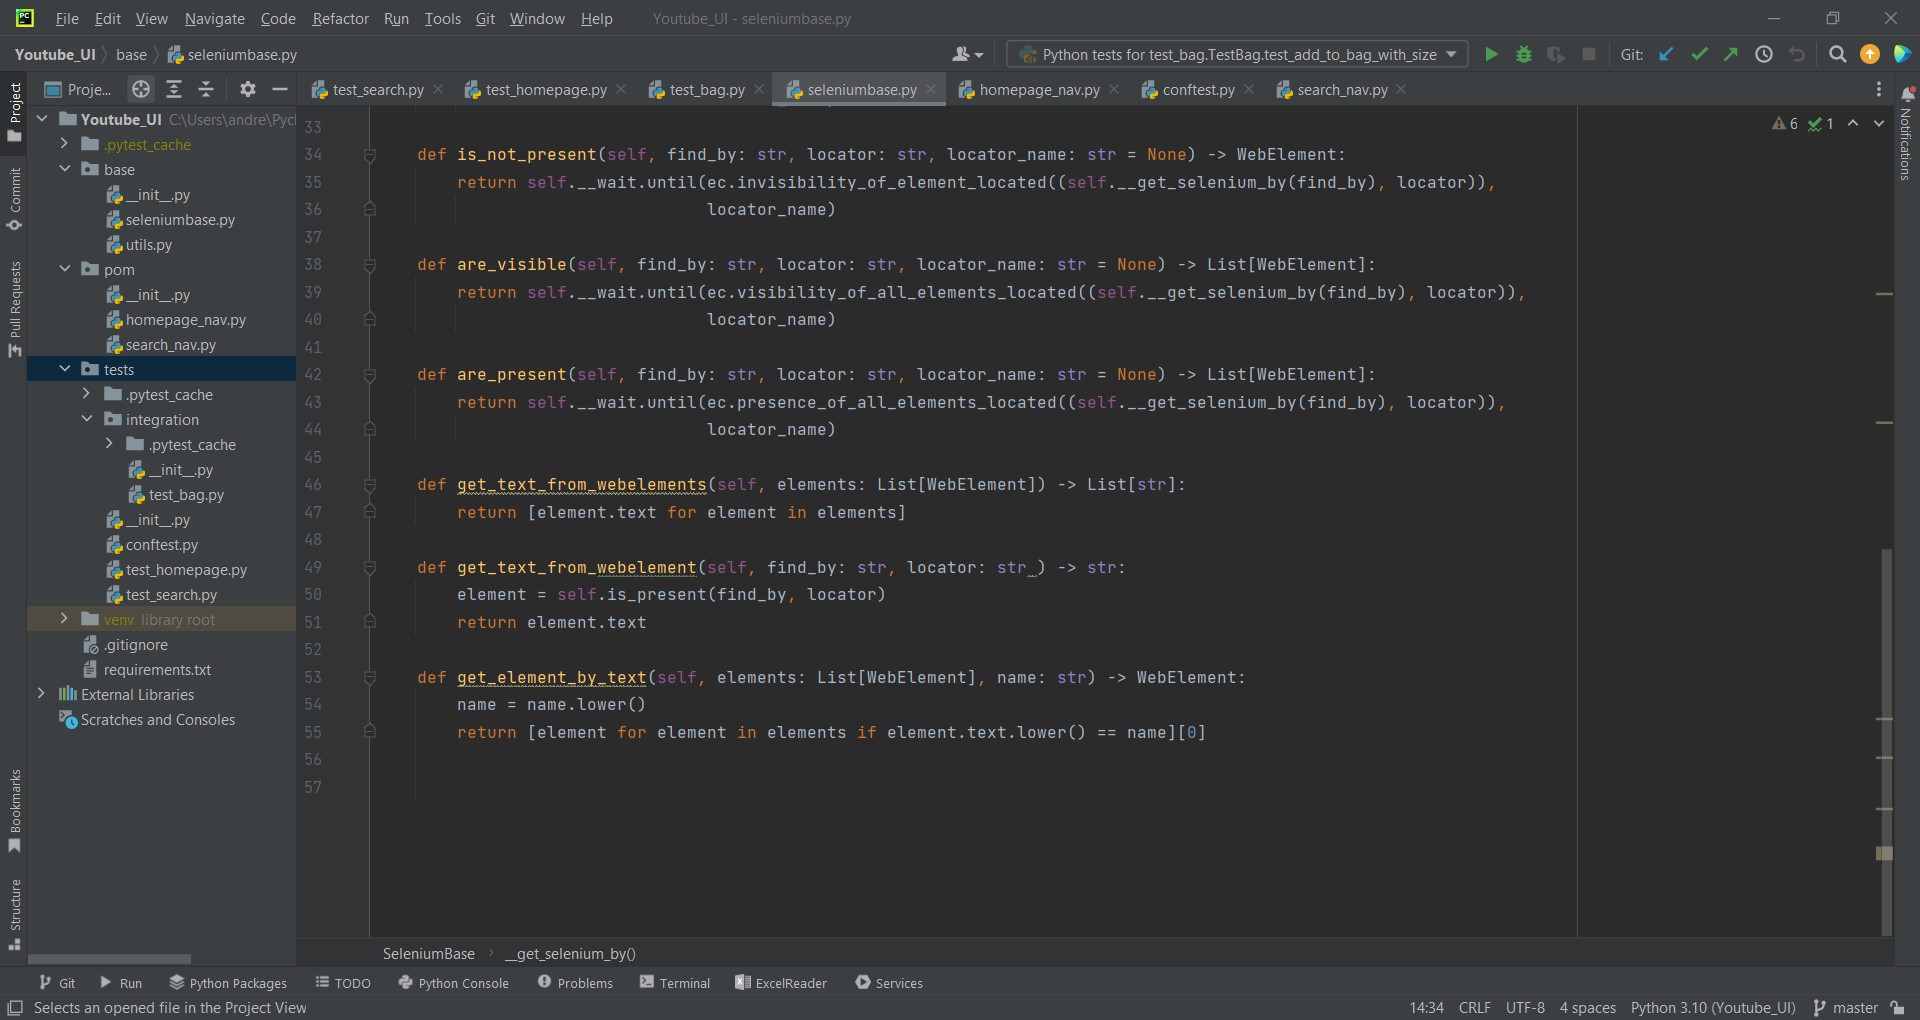 PC
File Edit View Navigate Code Refactor Run Tools Git Window Help Youtube_UI - seleniumbase.py
Youtube_UI base seleniumbase.py Python tests for test_bag.TestBag.test_add_to_bag_with_size Git:
Proje... test_search.py test_homepage.py test_bag.py seleniumbase.py homepage_nav.py conftest.py search_nav.py
Project
Commit
Pull Requests
Bookmarks
Structure
Notifications
Youtube_UI C:\Users\andre\Pycl
.pytest_cache
base
__init__.py
seleniumbase.py
utils.py
pom
__init__.py
homepage_nav.py
search_nav.py
tests
.pytest_cache
integration
.pytest_cache
__init__.py
test_bag.py
__init__.py
conftest.py
test_homepage.py
test_search.py
venv library root
.gitignore
requirements.txt
External Libraries
Scratches and Consoles
6 1
33
34 def is_not_present(self, find_by: str, locator: str, locator_name: str = None) -> WebElement:
35 return self.__wait.until(ec.invisibility_of_element_located((self.__get_selenium_by(find_by), locator)),
36 locator_name)
37
38 def are_visible(self, find_by: str, locator: str, locator_name: str = None) -> List[WebElement]:
39 return self.__wait.until(ec.visibility_of_all_elements_located((self.__get_selenium_by(find_by), locator)),
40 locator_name)
41
42 def are_present(self, find_by: str, locator: str, locator_name: str = None) -> List[WebElement]:
43 return self.__wait.until(ec.presence_of_all_elements_located((self.__get_selenium_by(find_by), locator)),
44 locator_name)
45
46 def get_text_from_webelements(self, elements: List[WebElement]) -> List[str]:
47 return [element.text for element in elements]
48
49 def get_text_from_webelement(self, find_by: str, locator: str ) -> str:
50 element = self.is_present(find_by, locator)
51 return element.text
52
53 def get_element_by_text(self, elements: List[WebElement], name: str) -> WebElement:
54 name = name.lower()
55 return [element for element in elements if element.text.lower() == name][0]
56
57
SeleniumBase __get_selenium_by()
Git Run Python Packages TODO Python Console Problems Terminal ExcelReader Services
Selects an opened file in the Project View 14:34 CRLF UTF-8 4 spaces Python 3.10 (Youtube_UI) master